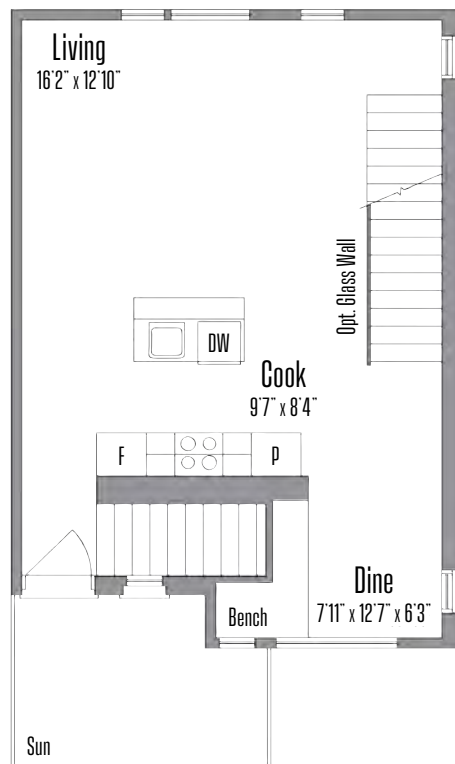 Living
16'2" x 12'10"
Opt. Glass Wall
DW
Cook
9'7" x 8'4"
F
P
Dine
7'11" x 12'7" x 6'3"
Bench
Sun